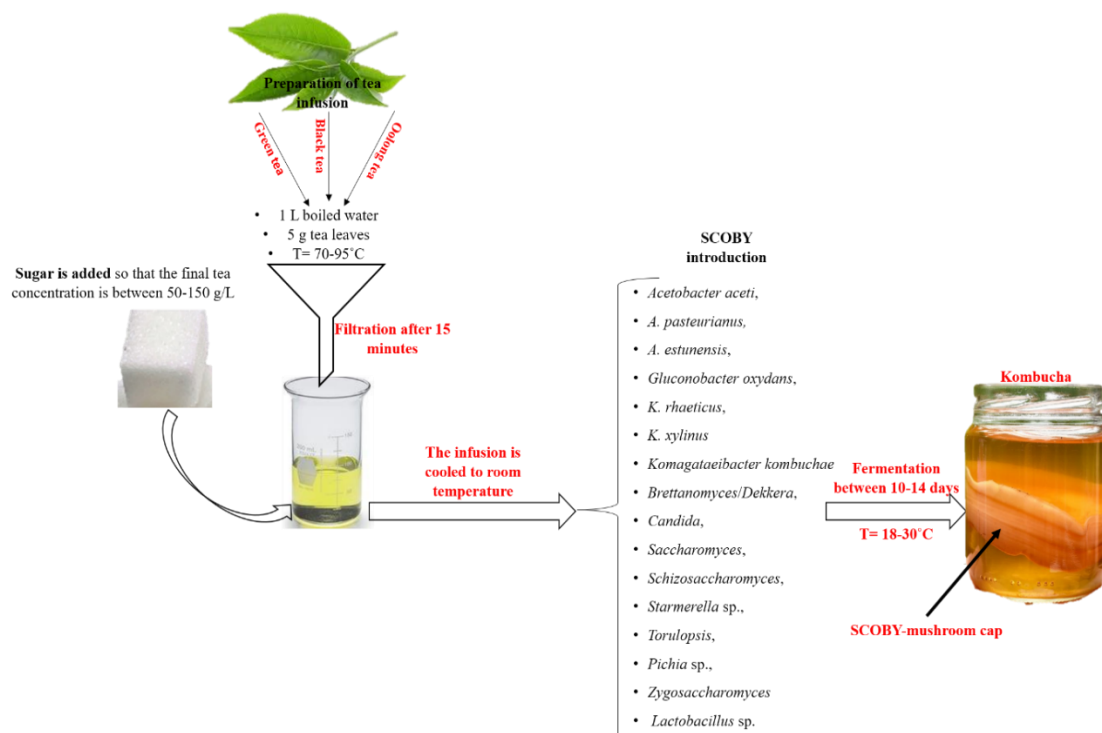 Preparation of tea
infusion
Green tea
Black tea
Oolong tea
• 1 L boiled water
• 5 g tea leaves
• T= 70-95˚C
Sugar is added so that the final tea
concentration is between 50-150 g/L
Filtration after 15
minutes
The infusion is
cooled to room
temperature
SCOBY
introduction
• Acetobacter aceti,
• A. pasteurianus,
• A. estunensis,
• Gluconobacter oxydans,
• K. rhaeticus,
• K. xylinus
• Komagataeibacter kombuchae
• Brettanomyces/Dekkera,
• Candida,
• Saccharomyces,
• Schizosaccharomyces,
• Starmerella sp.,
• Torulopsis,
• Pichia sp.,
• Zygosaccharomyces
• Lactobacillus sp.
Fermentation
between 10-14 days
T= 18-30˚C
Kombucha
SCOBY-mushroom cap